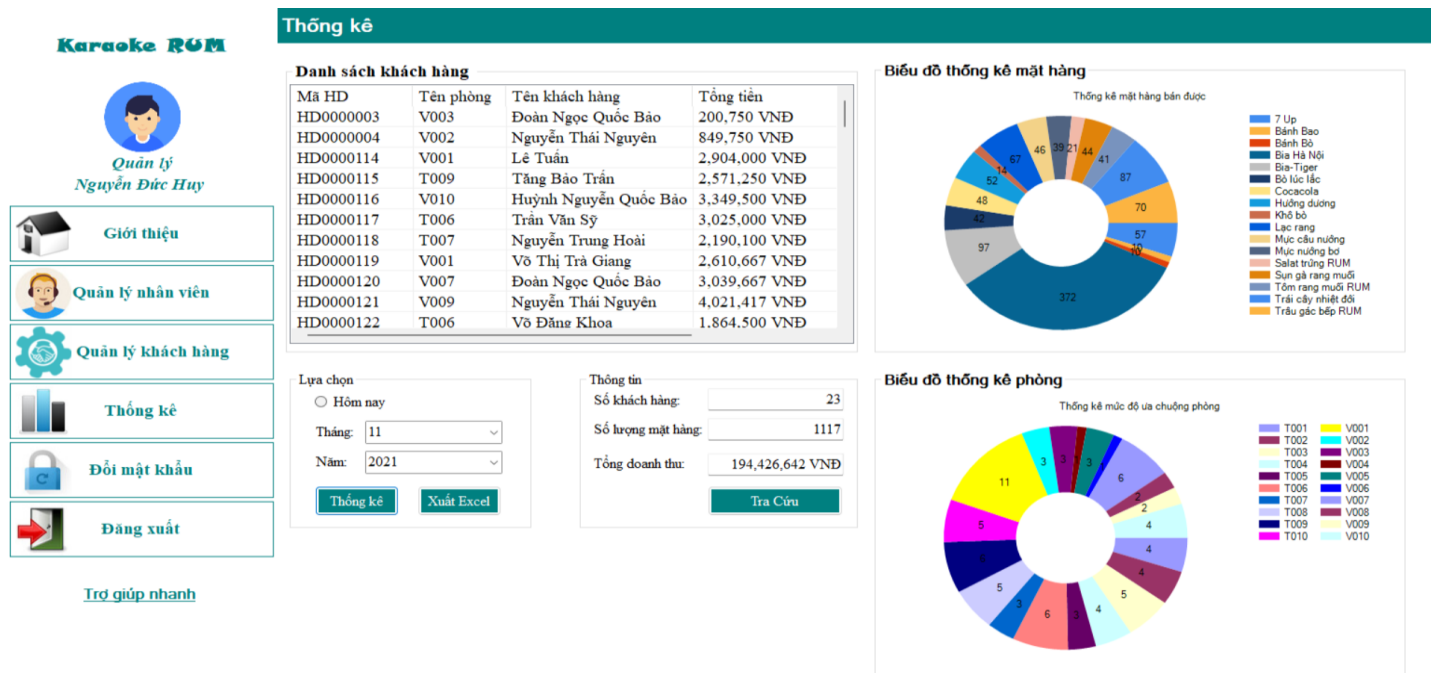 Karaoke RUM
Quản lý
Nguyễn Đức Huy
Giới thiệu
Quản lý nhân viên
Quản lý khách hàng
Thống kê
Đổi mật khẩu
Đăng xuất
Trợ giúp nhanh
Thống kê
Danh sách khách hàng
Mã HD Tên phòng Tên khách hàng Tổng tiền
HD0000003 V003 Đoàn Ngọc Quốc Bảo 200,750 VNĐ
HD0000004 V002 Nguyễn Thái Nguyên 849,750 VNĐ
HD0000114 V001 Lê Tuấn 2,904,000 VNĐ
HD0000115 T009 Tăng Bảo Trấn 2,571,250 VNĐ
HD0000116 V010 Huỳnh Nguyễn Quốc Bảo 3,349,500 VNĐ
HD0000117 T006 Trần Văn Sỹ 3,025,000 VNĐ
HD0000118 T007 Nguyễn Trung Hoài 2,190,100 VNĐ
HD0000119 V001 Võ Thị Trà Giang 2,610,667 VNĐ
HD0000120 V007 Đoàn Ngọc Quốc Bảo 3,039,667 VNĐ
HD0000121 V009 Nguyễn Thái Nguyên 4,021,417 VNĐ
HD0000122 T006 Võ Đăng Khoa 1,864,500 VNĐ
Lựa chọn
Hôm nay
Tháng: 11
Năm: 2021
Thống kê Xuất Excel
Thông tin
Số khách hàng: 23
Số lượng mặt hàng: 1117
Tổng doanh thu: 194,426,642 VNĐ
Tra Cứu
Biểu đồ thống kê mặt hàng
Thống kê mặt hàng bán được
46 39 21 44
67 41
14 87
52
48 70
42 57
10
10
97
372
7 Up
Bánh Bao
Bánh Bò
Bia Hà Nội
Bia-Tiger
Bò lúc lắc
Cocacola
Hướng dương
Khô bò
Lạc rang
Mực câu nướng
Mực nướng bơ
Salat trứng RUM
Sụn gà rang muối
Tôm rang muối RUM
Trái cây nhiệt đới
Trâu gác bếp RUM
Biểu đồ thống kê phòng
Thống kê mức độ ưa chuộng phòng
3 3 3
11 6
2
2
5 4
4
4
5 5
3 6 3 4
T001 V001
T002 V002
T003 V003
T004 V004
T005 V005
T006 V006
T007 V007
T008 V008
T009 V009
T010 V010